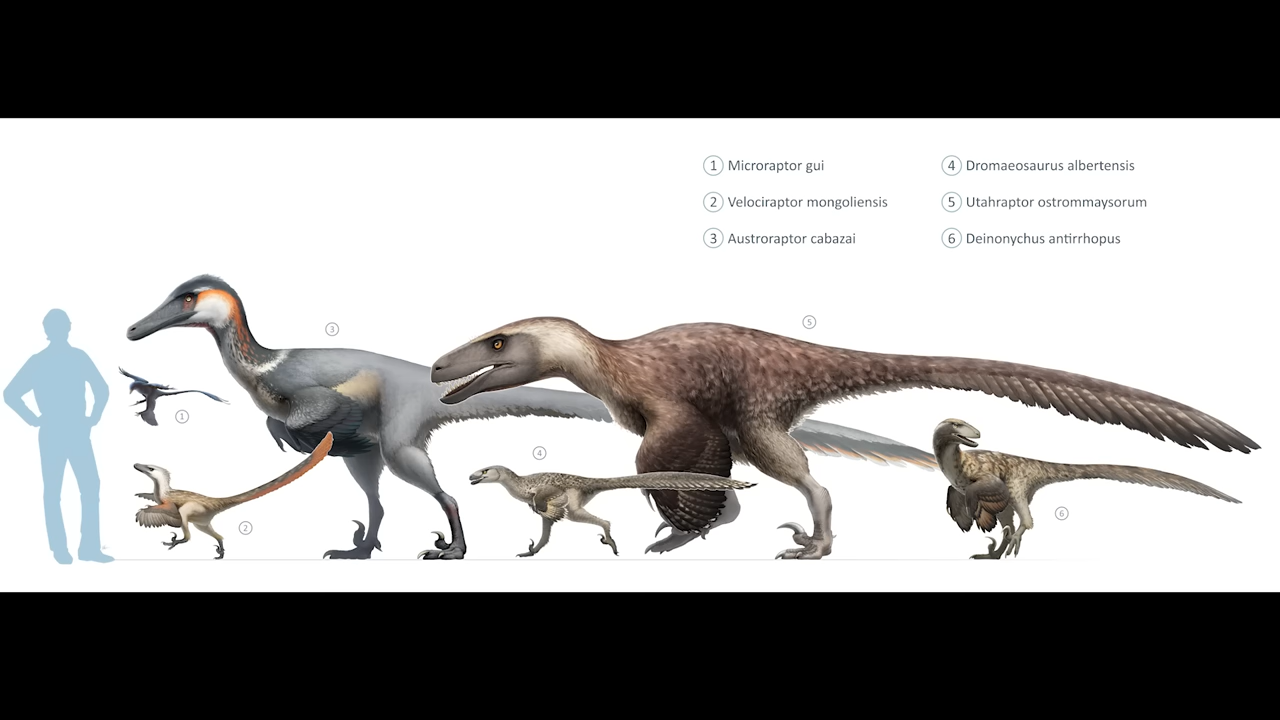 1 Microraptor gui
2 Velociraptor mongoliensis
3 Austroraptor cabazai
4 Dromaeosaurus albertensis
5 Utahraptor ostrommaysorum
6 Deinonychus antirrhopus
3
5
1
4
2
6